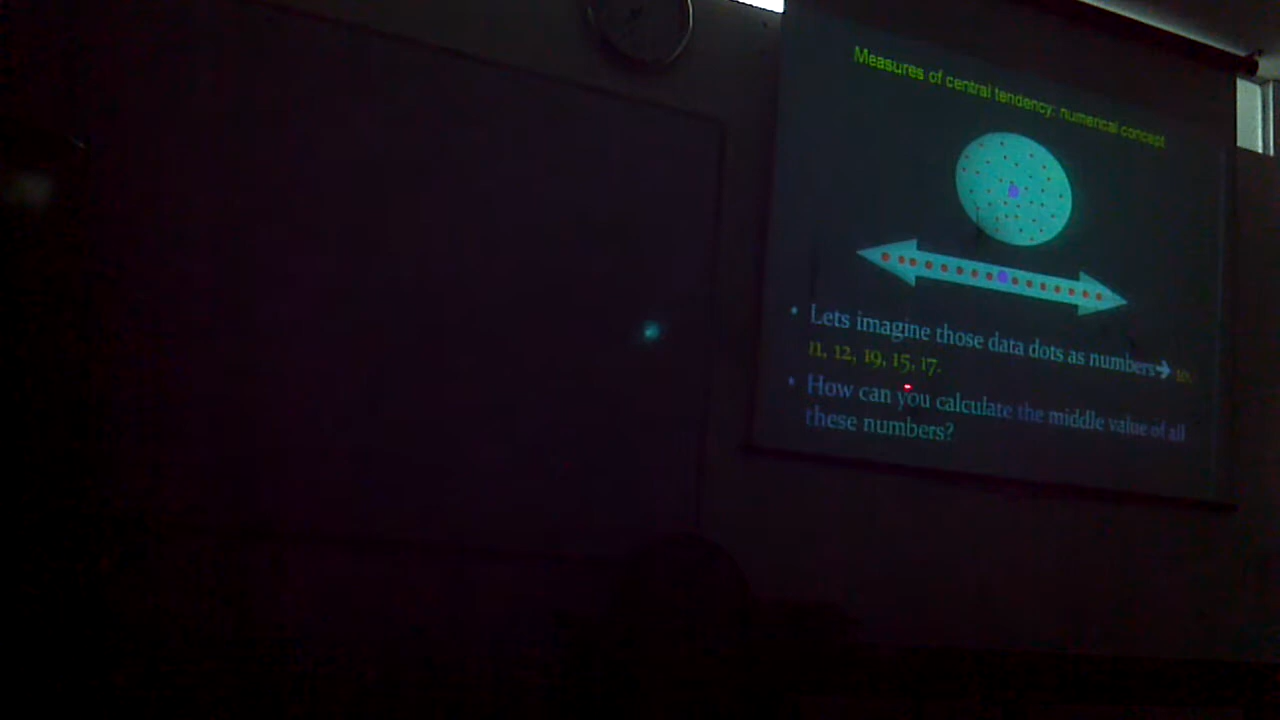 Measures of central tendency: numerical concept
• Lets imagine those data dots as numbers➔ 10,
11, 12, 19, 15, 17.
• How can you calculate the middle value of all
these numbers?